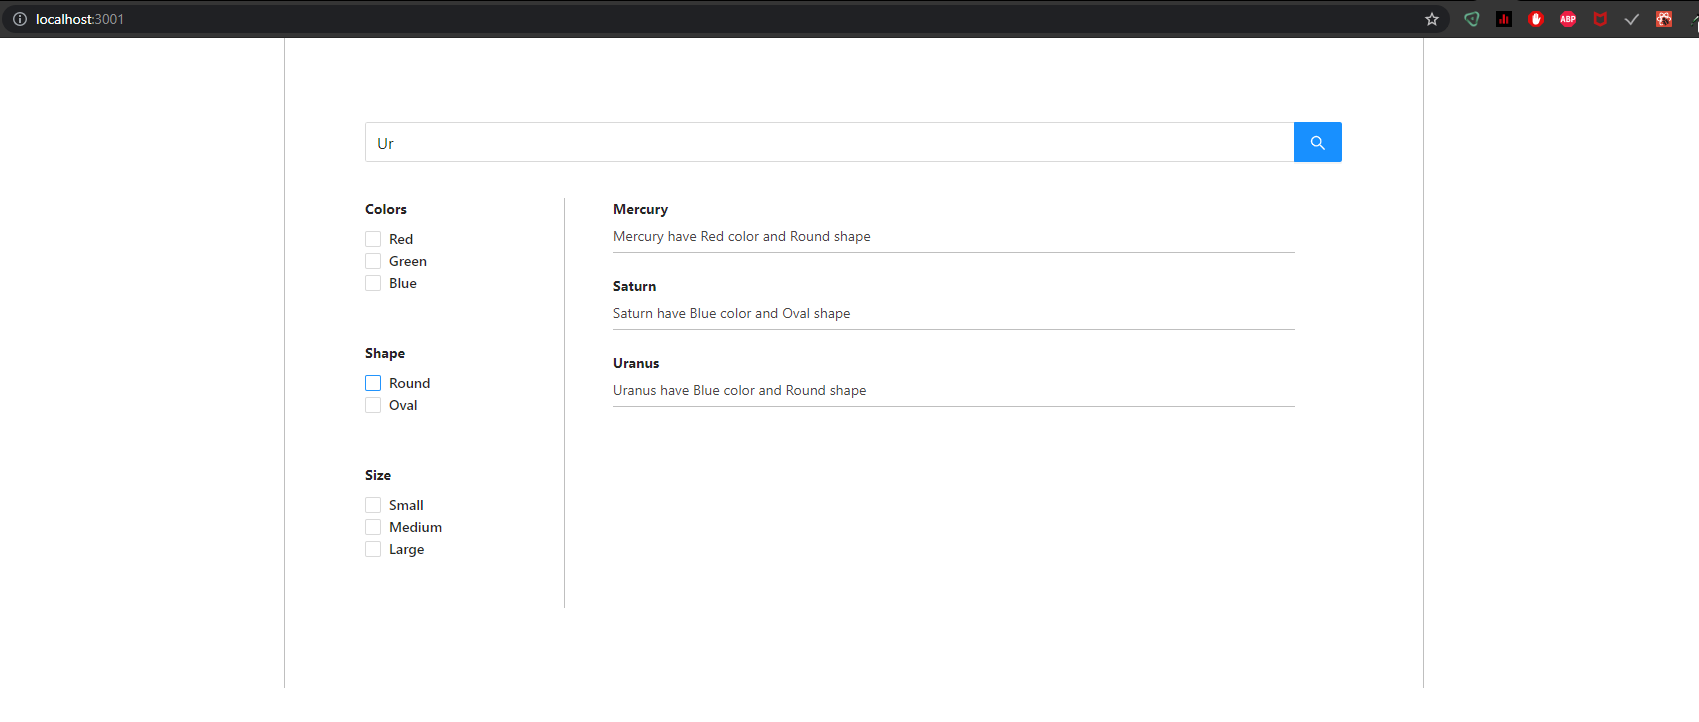 localhost:3001
ABP
Ur
Colors
Red
Green
Blue
Shape
Round
Oval
Size
Small
Medium
Large
Mercury
Mercury have Red color and Round shape
Saturn
Saturn have Blue color and Oval shape
Uranus
Uranus have Blue color and Round shape